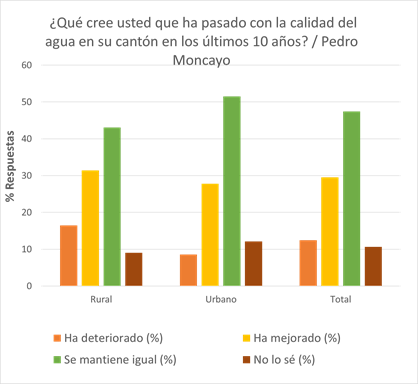 ¿Qué cree usted que ha pasado con la calidad del
agua en su cantón en los últimos 10 años? / Pedro
Moncayo
% Respuestas
60
50
40
30
20
10
0
Rural Urbano Total
Ha deteriorado (%) Ha mejorado (%)
Se mantiene igual (%) No lo sé (%)